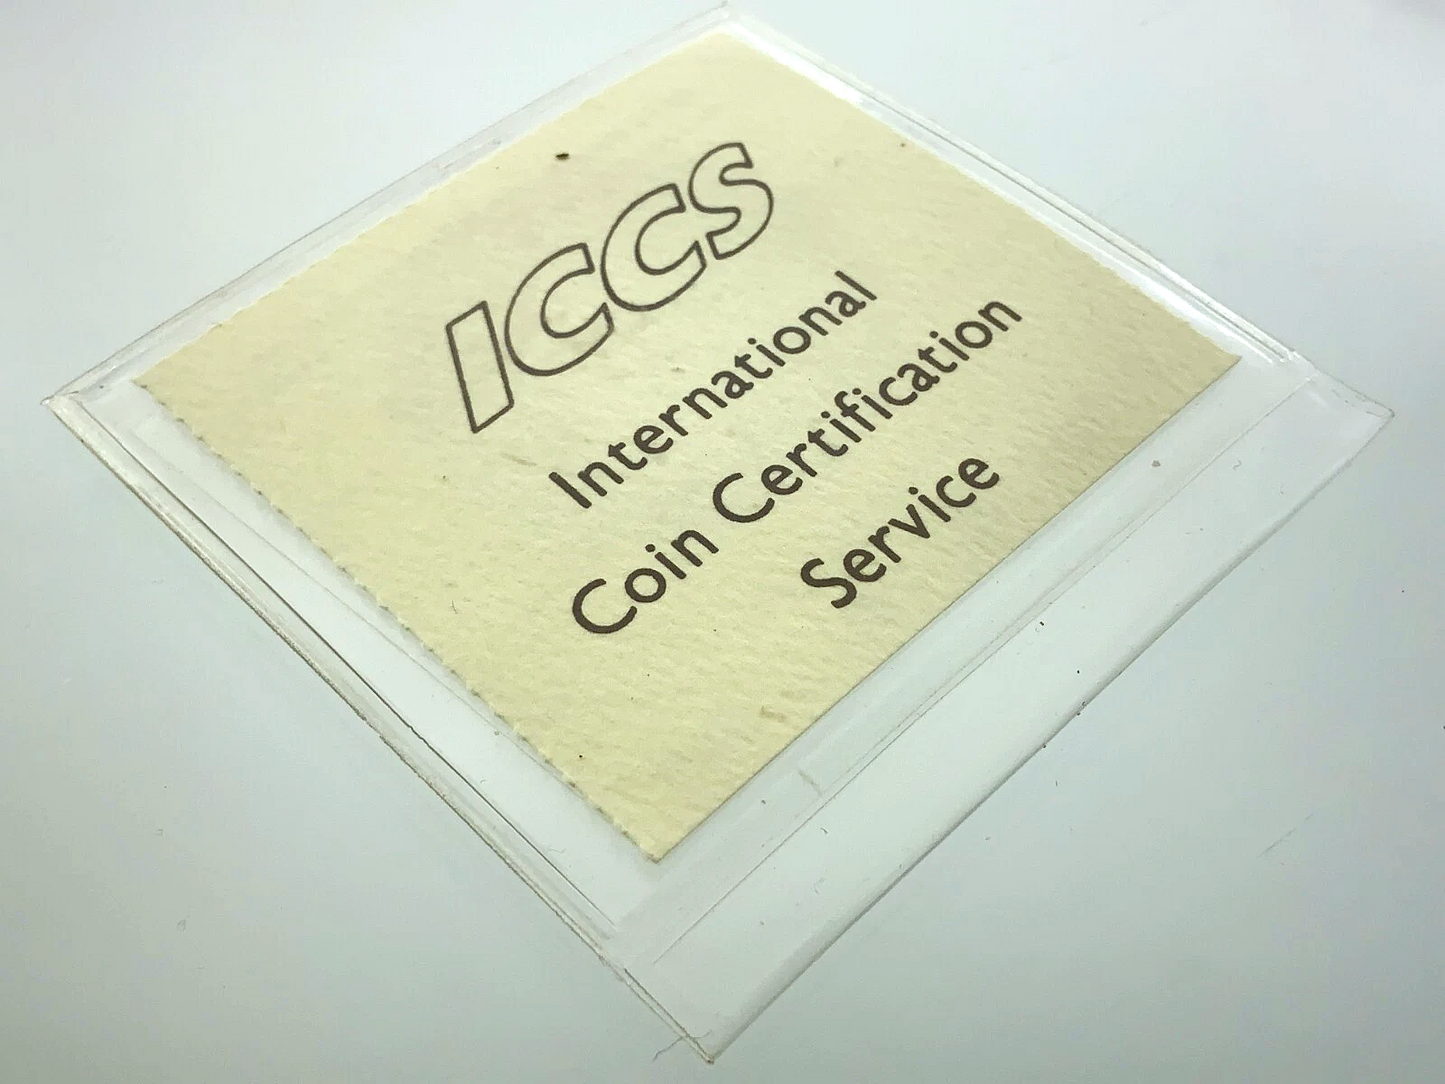 ICCS
International
Coin Certification
Service